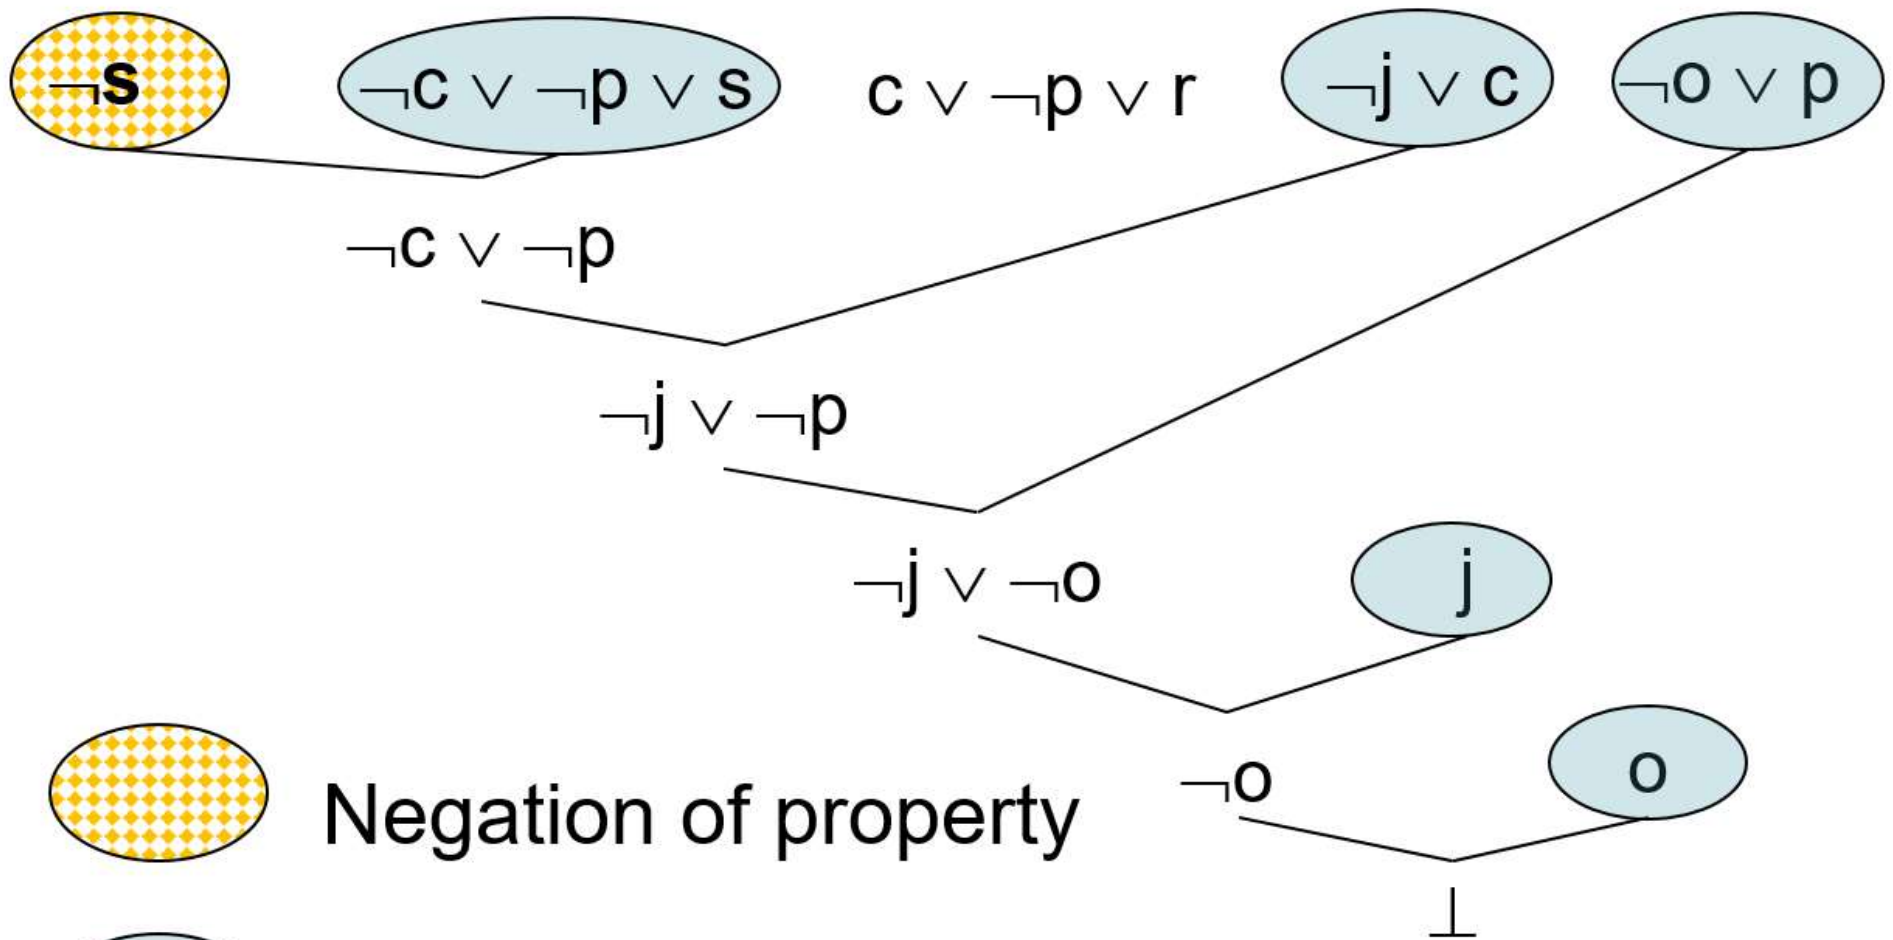 ¬s ¬c ∨ ¬p ∨ s c ∨ ¬p ∨ r ¬j ∨ c ¬o ∨ p
¬c ∨ ¬p
¬j ∨ ¬p
¬j ∨ ¬o j
¬o o
Negation of property
⊥